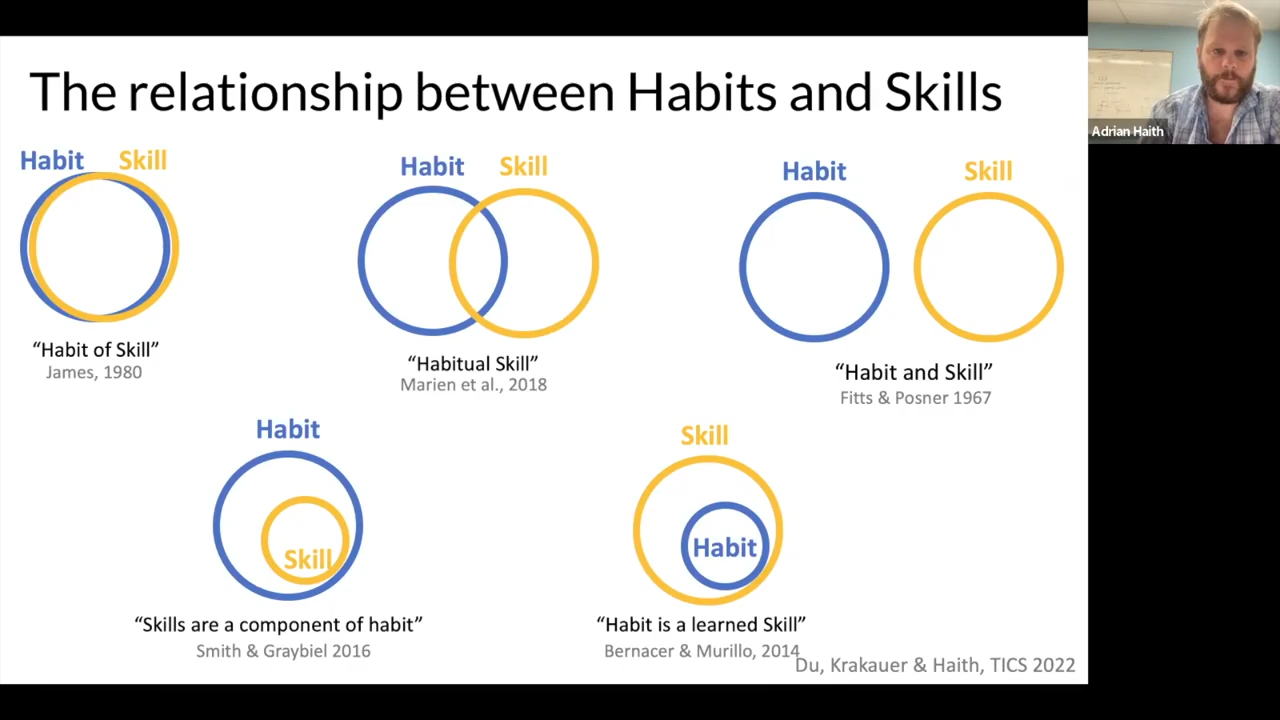 The relationship between Habits and Skills
Adrian Haith
Habit Skill
Habit Skill
Habit Skill
“Habit of Skill”
James, 1980
“Habitual Skill”
Marien et al., 2018
“Habit and Skill”
Fitts & Posner 1967
Habit
Skill
“Skills are a component of habit”
Smith & Graybiel 2016
Skill
Habit
“Habit is a learned Skill”
Bernacer & Murillo, 2014
Du, Krakauer & Haith, TICS 2022